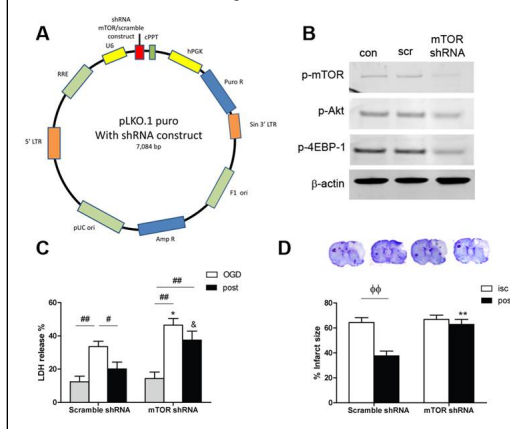 A
shRNA
mTOR/scramble
construct
U6
cPPT
hPGK
RRE
Puro R
pLKO.1 puro
With shRNA construct
7,084 bp
5' LTR
Sin 3' LTR
F1 ori
pUC ori
Amp R
B
con
scr
mTOR
shRNA
p-mTOR
p-Akt
p-4EBP-1
β-actin
C
OGD
post
##
##
##
#
*
&
LDH release %
60
40
20
0
Scramble shRNA
mTOR shRNA
D
isc
pos
ϕϕ
**
% Infarct size
80
60
40
20
0
Scramble shRNA
mTOR shRNA